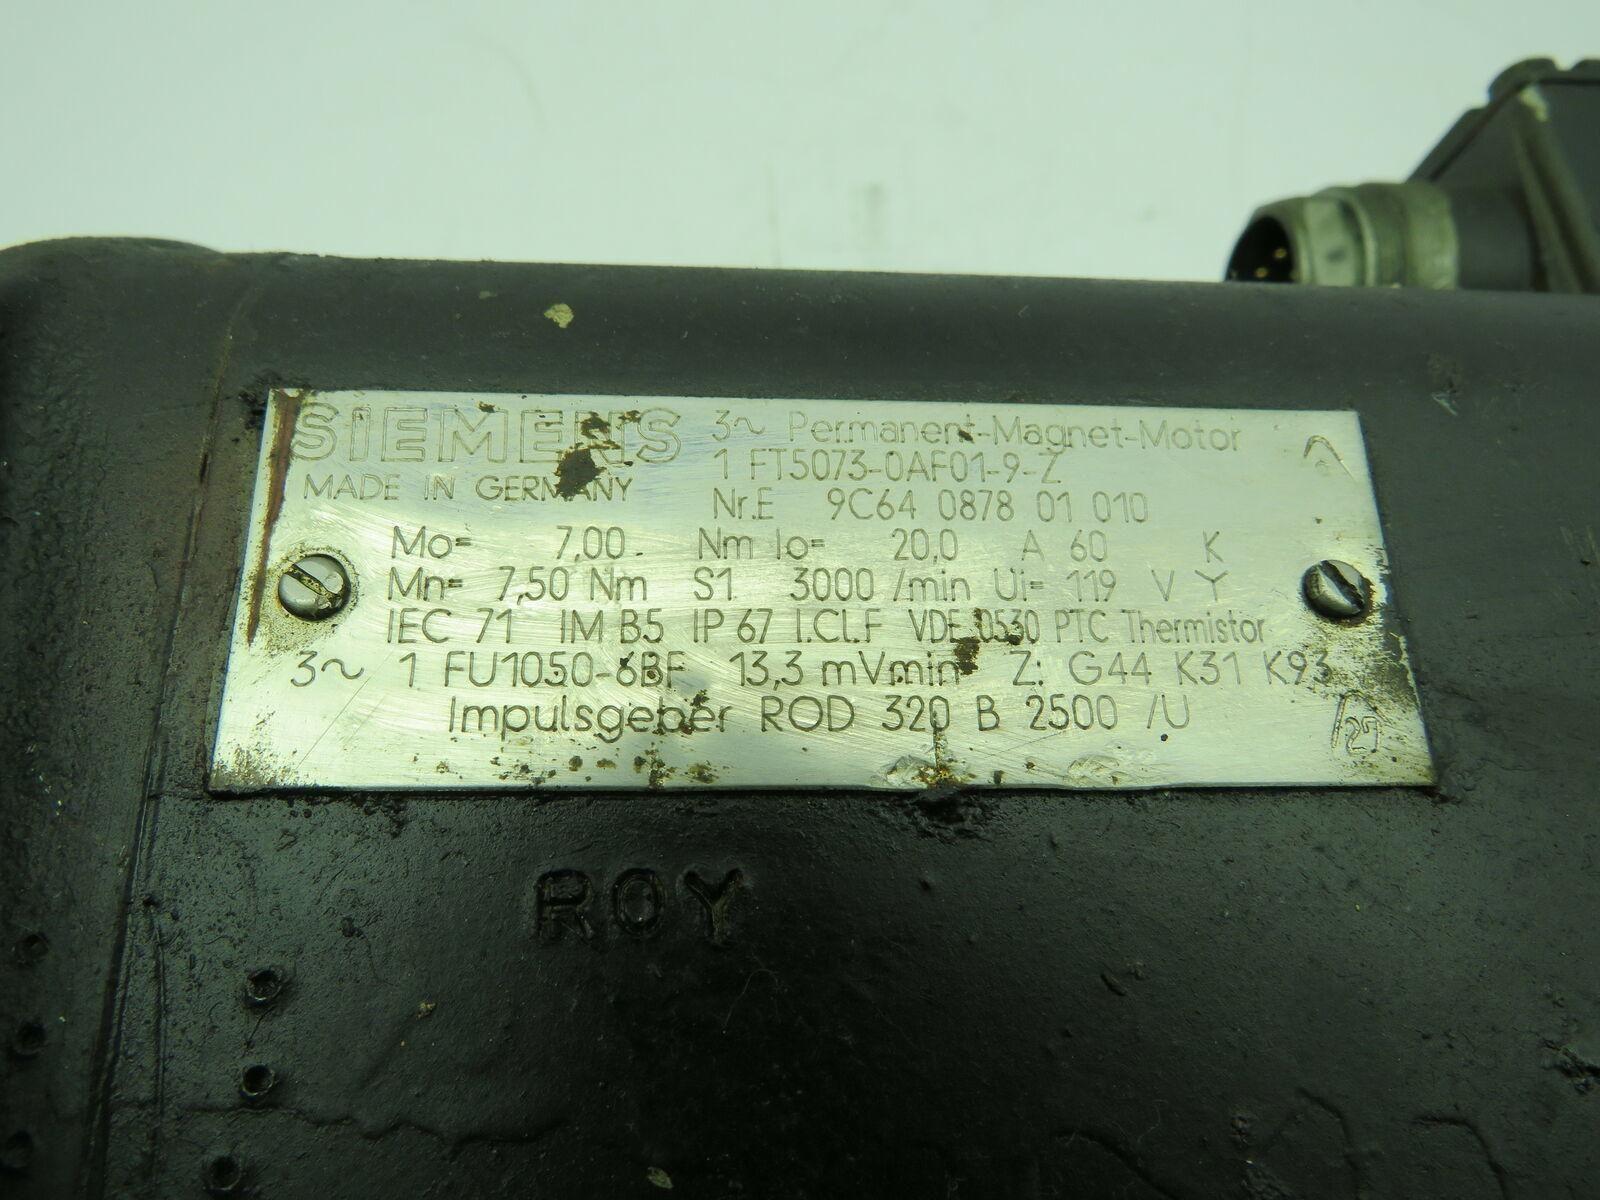 SIEMENS 3~ Permanent-Magnet-Motor
1 FT5073-0AF01-9-Z
MADE IN GERMANY Nr.E 9C64 0878 01 010
Mo= 7,00 Nm Io= 20,0 A 60 K
Mn= 7,50 Nm S1 3000 /min Ui= 119 V Y
IEC 71 IM B5 IP 67 I.Cl.F VDE 0530 PTC Thermistor
3~ 1 FU1050-6BF 13,3 mVmin Z: G44 K31 K93
Impulsgeber ROD 320 B 2500 /U
ROY